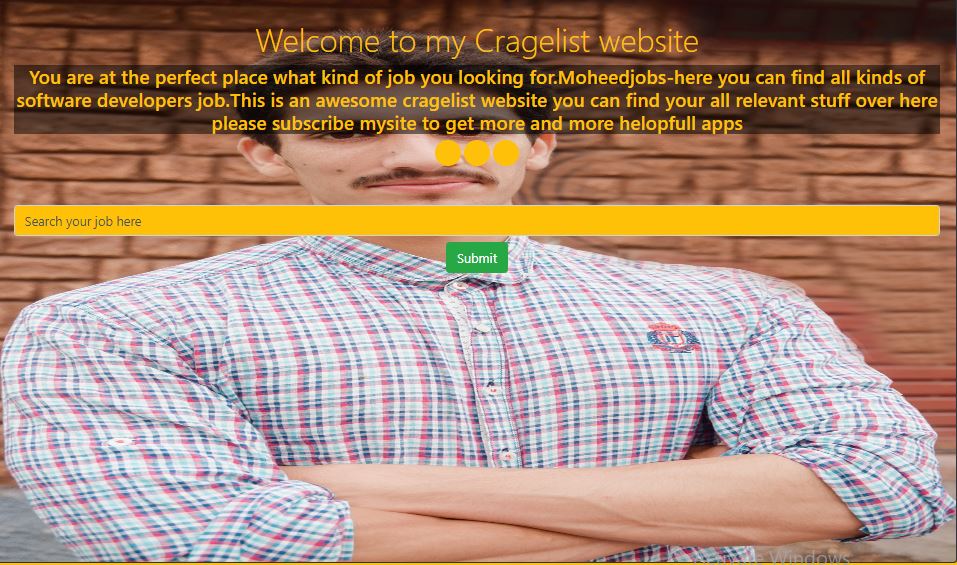 Welcome to my Cragelist website
You are at the perfect place what kind of job you looking for.Moheedjobs-here you can find all kinds of
software developers job.This is an awesome cragelist website you can find your all relevant stuff over here
please subscribe mysite to get more and more helopfull apps
Search your job here
Submit
Activate Windows